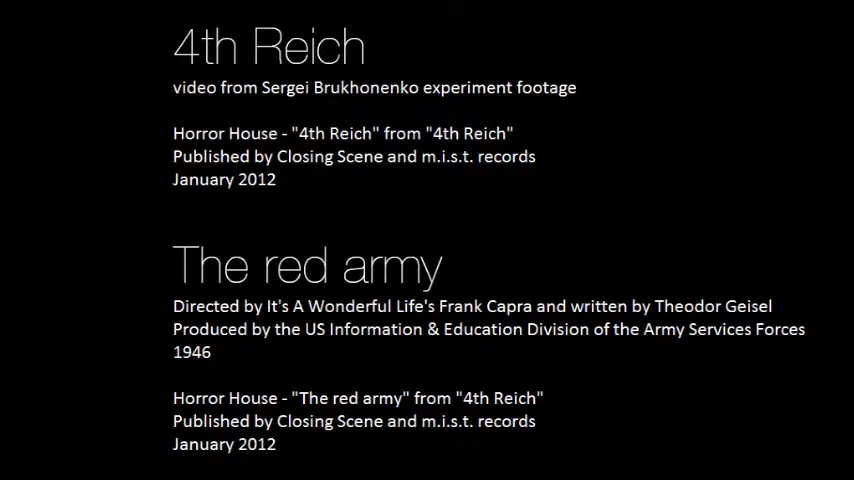 4th Reich
video from Sergei Brukhonenko experiment footage
Horror House - "4th Reich" from "4th Reich"
Published by Closing Scene and m.i.s.t. records
January 2012
The red army
Directed by It's A Wonderful Life's Frank Capra and written by Theodor Geisel
Produced by the US Information & Education Division of the Army Services Forces
1946
Horror House - "The red army" from "4th Reich"
Published by Closing Scene and m.i.s.t. records
January 2012